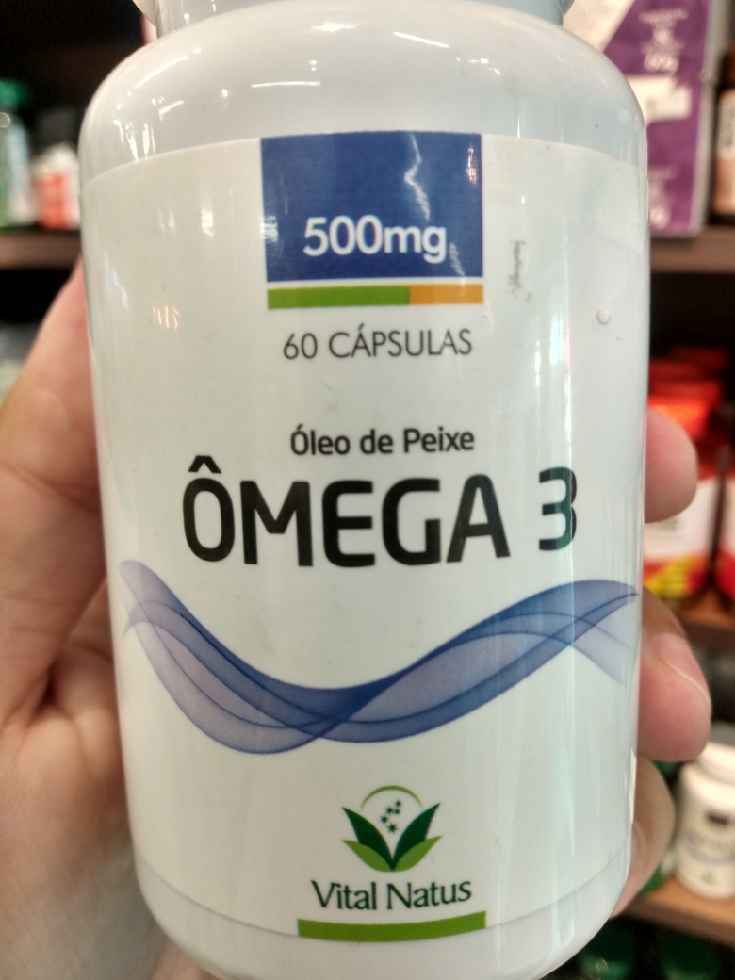 500mg
60 CÁPSULAS
Óleo de Peixe
ÔMEGA 3
Vital Natus